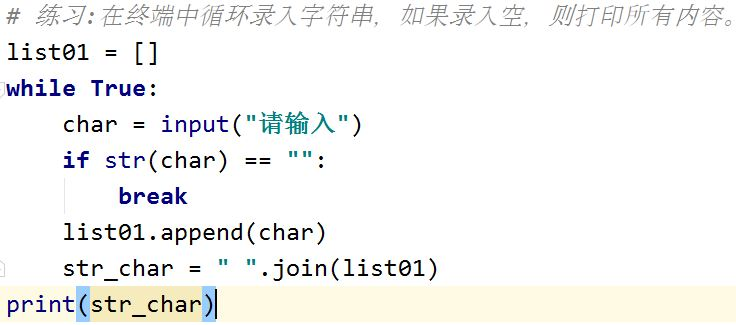 # 练习:在终端中循环录入字符串, 如果录入空, 则打印所有内容。
list01 = []
while True:
    char = input("请输入")
    if str(char) == "":
        break
    list01.append(char)
    str_char = " ".join(list01)
print(str_char)